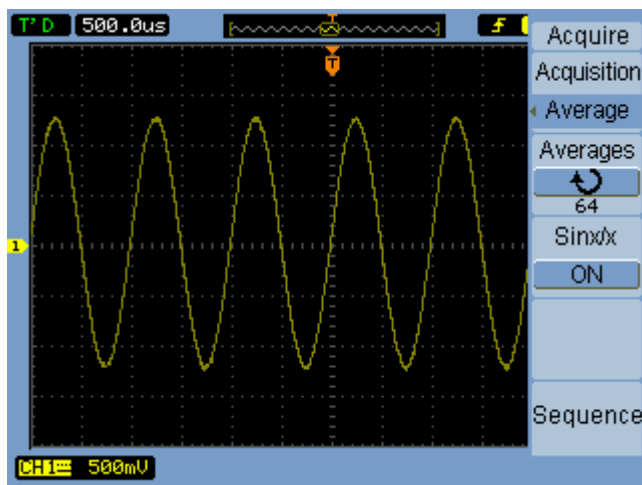 T'D 500.0us T
Acquire
Acquisition
T
Average
Averages
64
1
Sinx/x
ON
Sequence
CH1 500mV